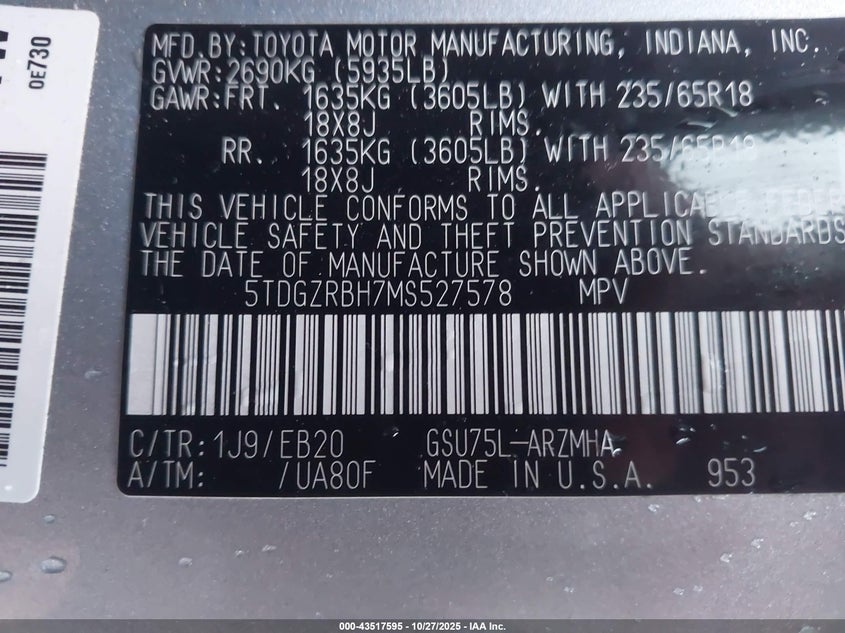 0E730
MFD.BY:TOYOTA MOTOR MANUFACTURING, INDIANA, INC.
GVWR:2690KG (5935LB)
GAWR:FRT. 1635KG (3605LB) WITH 235/65R18
18X8J RIMS.
RR. 1635KG (3605LB) WITH 235/65R18
18X8J RIMS.
THIS VEHICLE CONFORMS TO ALL
VEHICLE SAFETY AND THEFT PREVENTION STANDARDS
THE DATE OF MANUFACTURE SHOWN ABOVE.
5TDGZRBH7MS527578 MPV
C/TR:1J9/EB20 GSU75L-ARZMHA
A/TM: /UA80F MADE IN U.S.A. 953
000-43517595 - 10/27/2025 - IAA Inc.